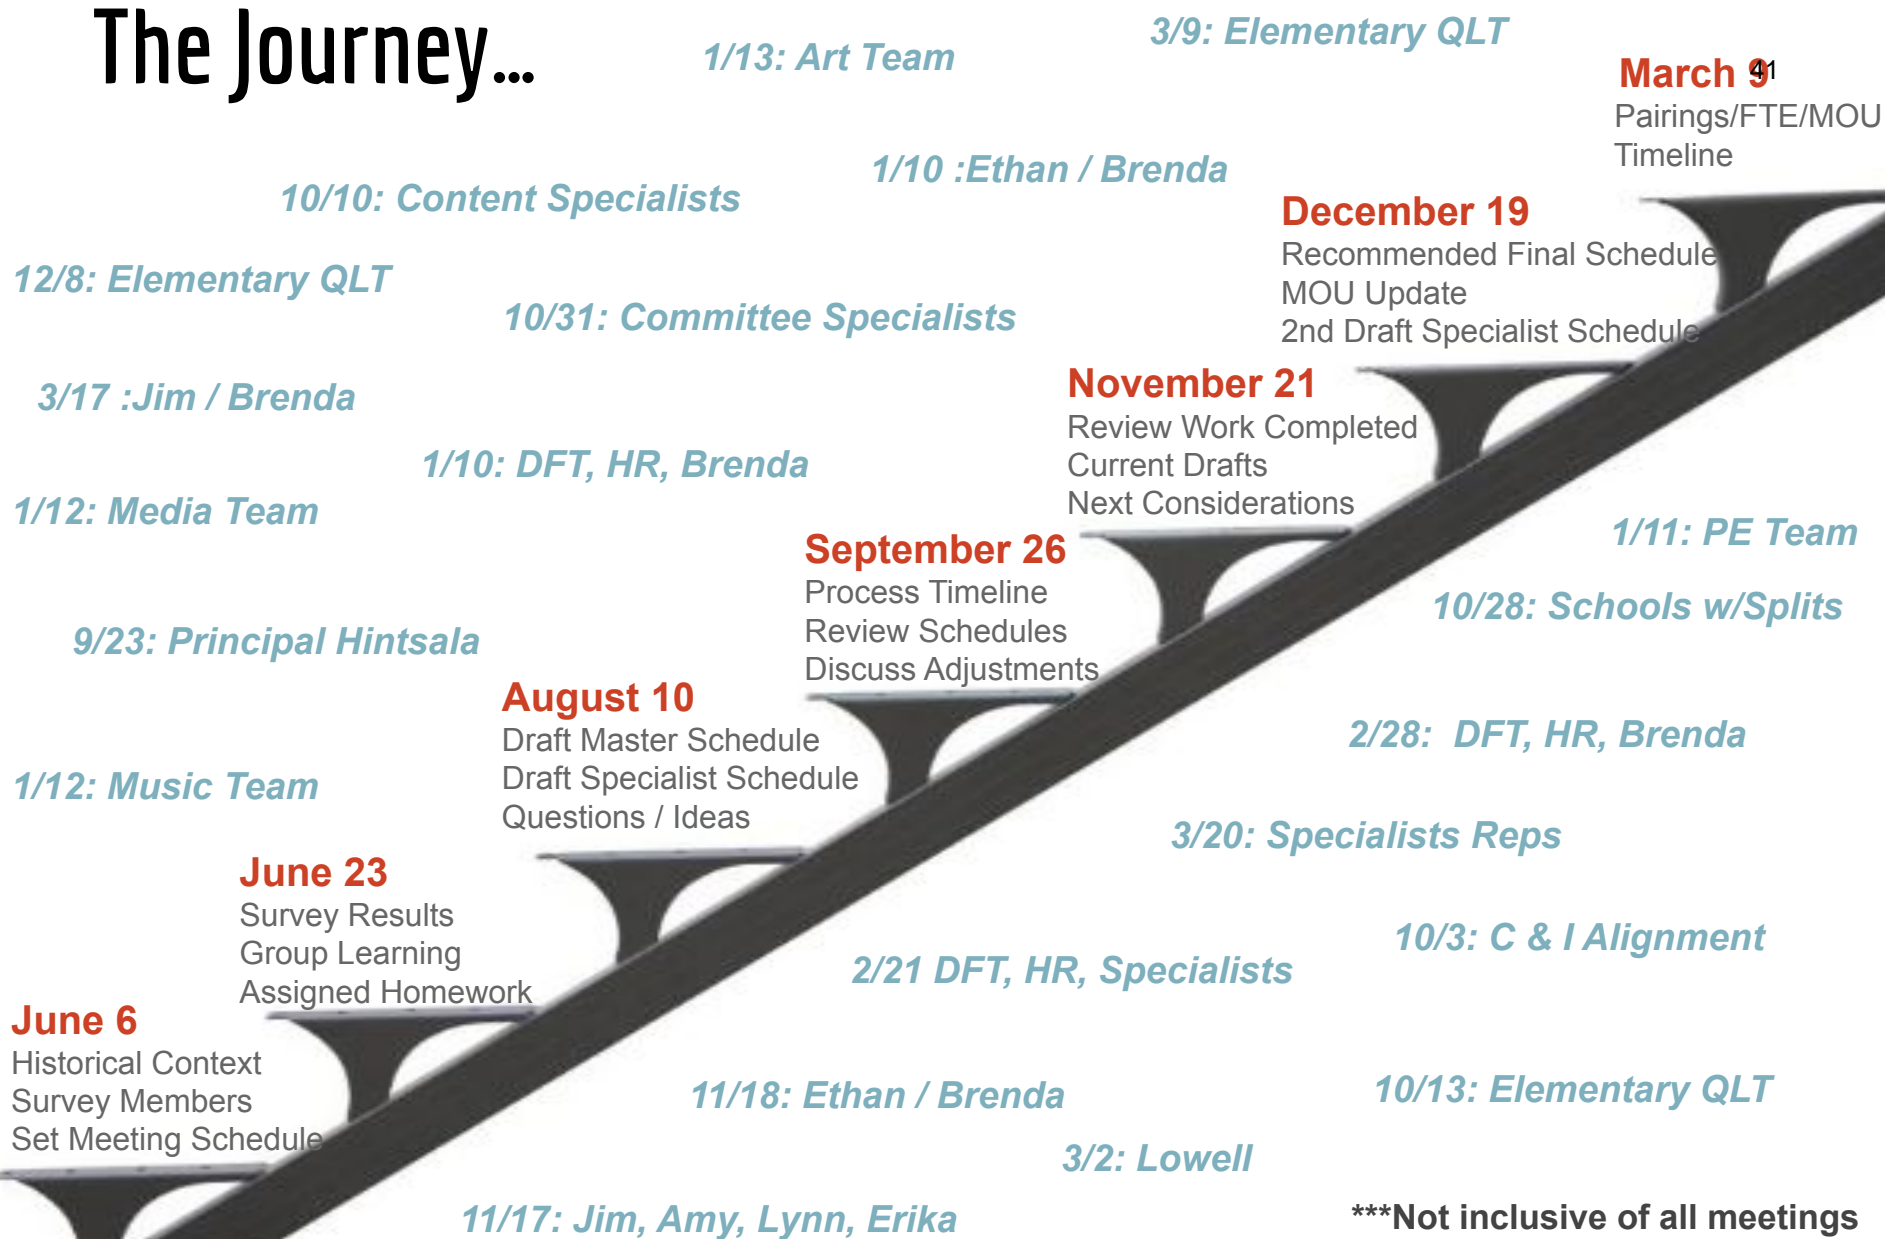 The Journey...
1/13: Art Team
3/9: Elementary QLT
March 9
41
Pairings/FTE/MOU
Timeline
1/10 :Ethan / Brenda
10/10: Content Specialists
December 19
Recommended Final Schedule
MOU Update
2nd Draft Specialist Schedule
12/8: Elementary QLT
10/31: Committee Specialists
November 21
Review Work Completed
Current Drafts
Next Considerations
3/17 :Jim / Brenda
1/10: DFT, HR, Brenda
1/12: Media Team
1/11: PE Team
September 26
Process Timeline
Review Schedules
Discuss Adjustments
10/28: Schools w/Splits
9/23: Principal Hintsala
August 10
Draft Master Schedule
Draft Specialist Schedule
Questions / Ideas
2/28: DFT, HR, Brenda
1/12: Music Team
3/20: Specialists Reps
June 23
Survey Results
Group Learning
Assigned Homework
10/3: C & I Alignment
2/21 DFT, HR, Specialists
June 6
Historical Context
Survey Members
Set Meeting Schedule
11/18: Ethan / Brenda
10/13: Elementary QLT
3/2: Lowell
11/17: Jim, Amy, Lynn, Erika
***Not inclusive of all meetings